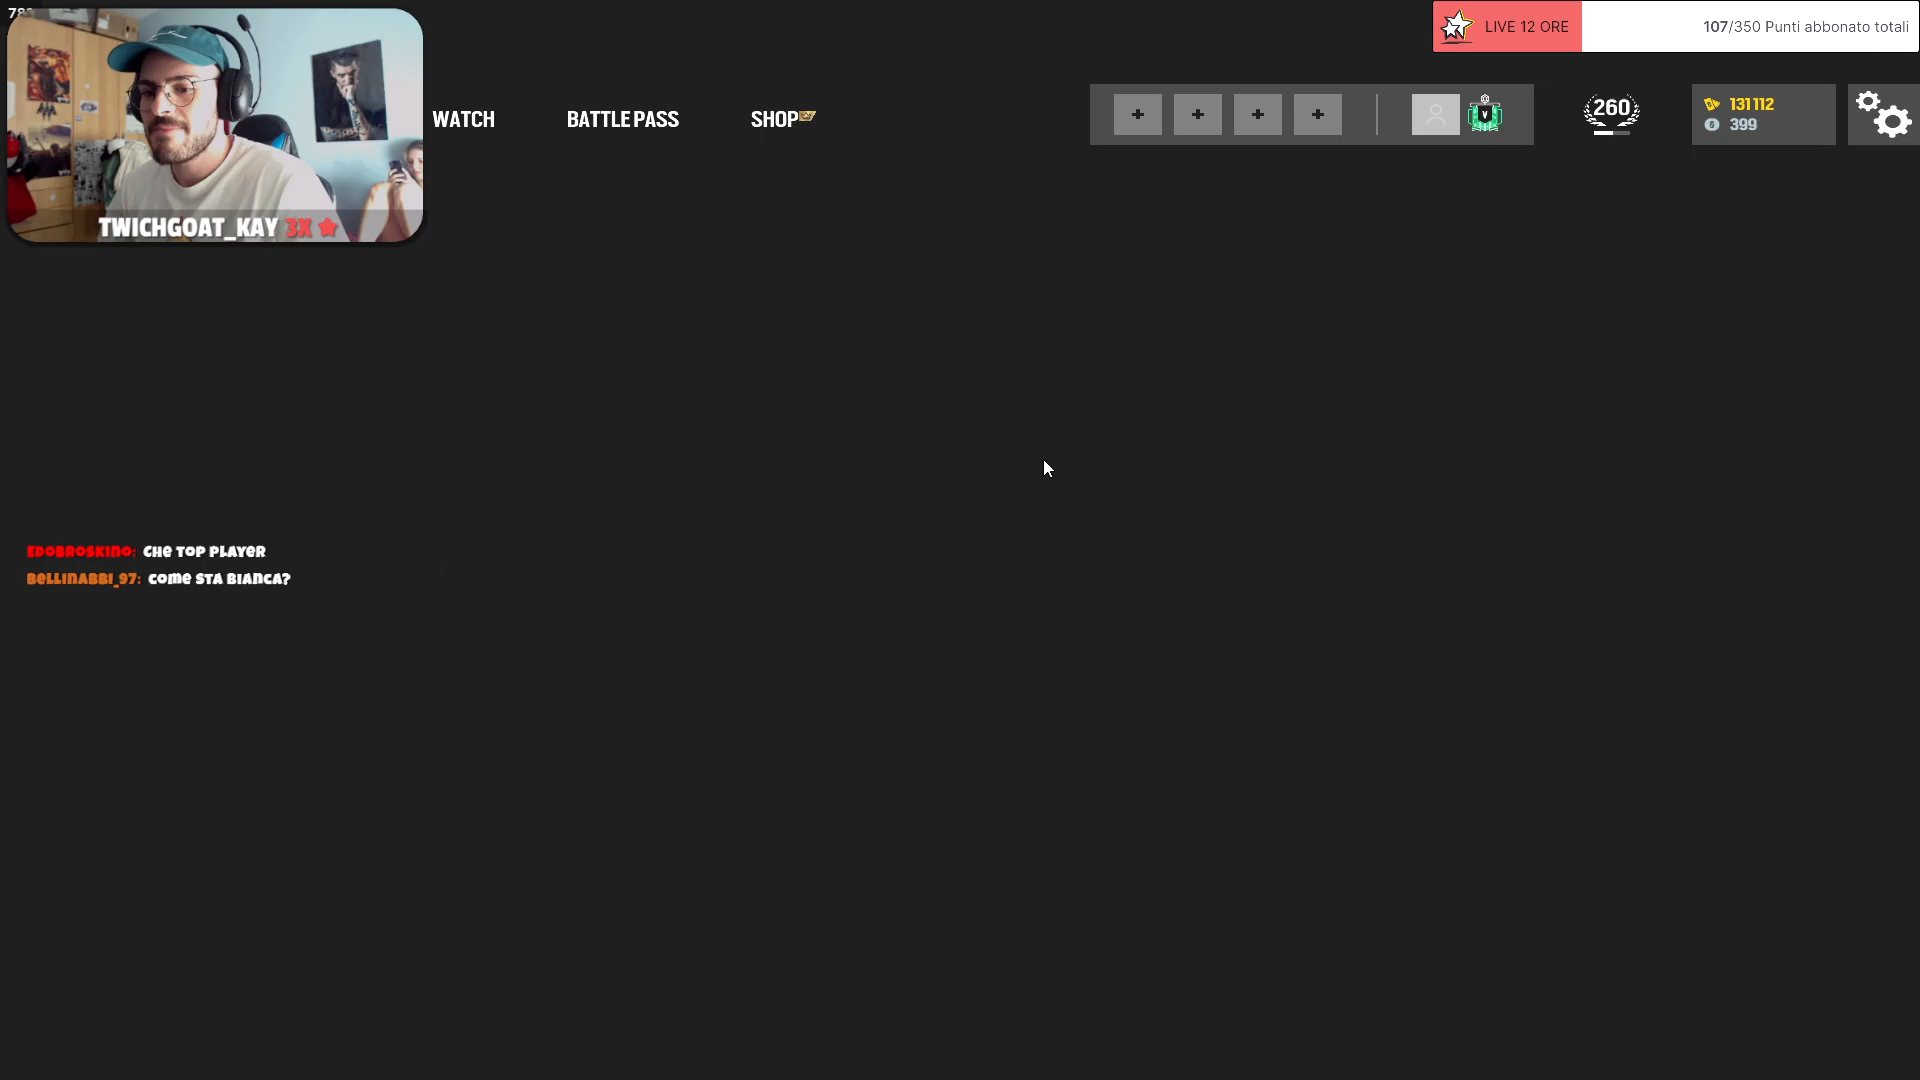 LIVE 12 ORE
107/350 Punti abbonato totali
WATCH
BATTLE PASS
SHOP
260
131112
399
V
TWICHGOAT_KAY 3X
EDOBROSKINO: CHE TOP PLAYER
BELLINABBI_97: COME STA BIANCA?